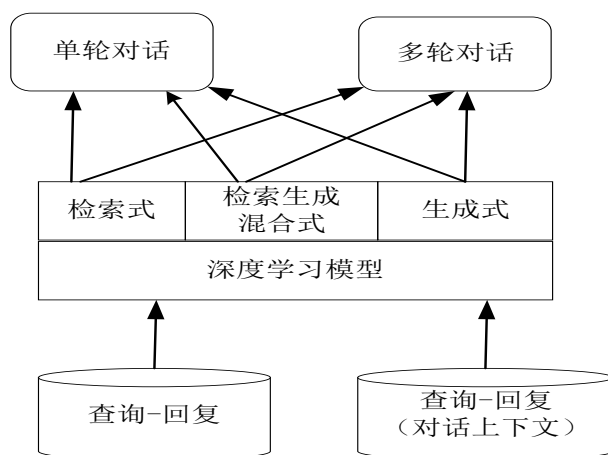 单轮对话
多轮对话
检索式
检索生成
混合式
生成式
深度学习模型
查询-回复
查询-回复
（对话上下文）